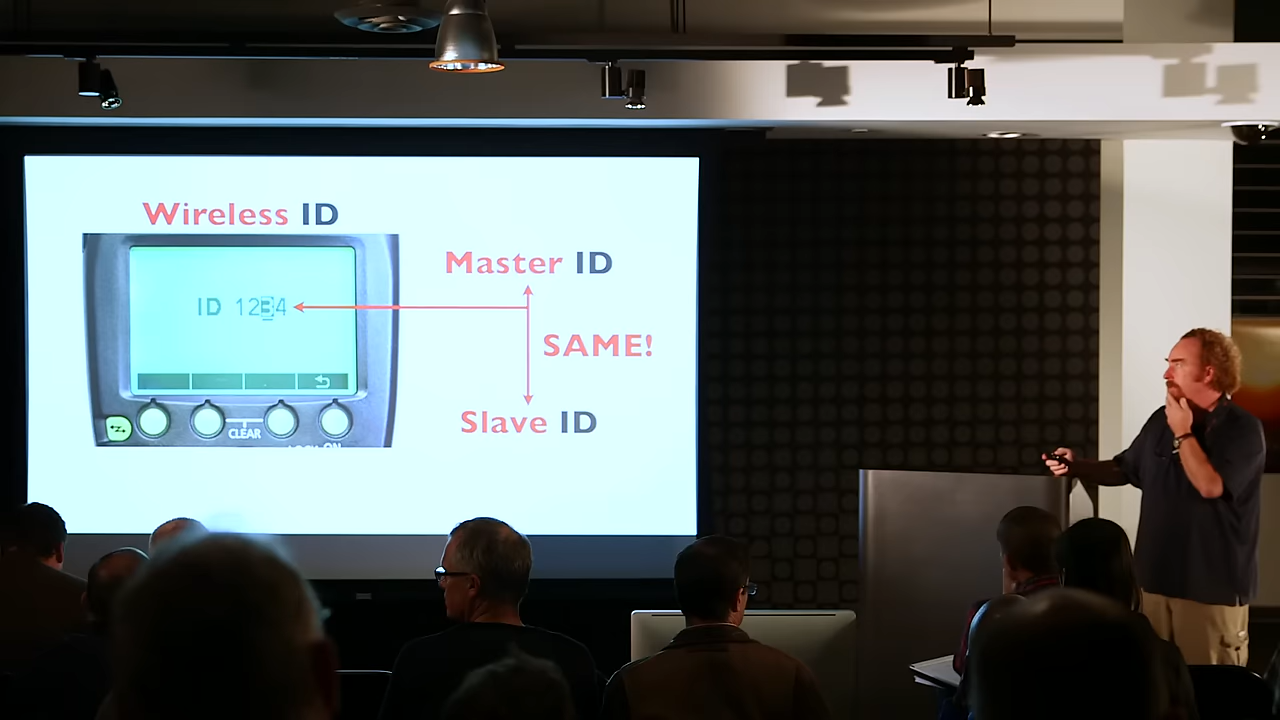 Wireless ID
Master ID
ID 1234
SAME!
Slave ID
CLEAR